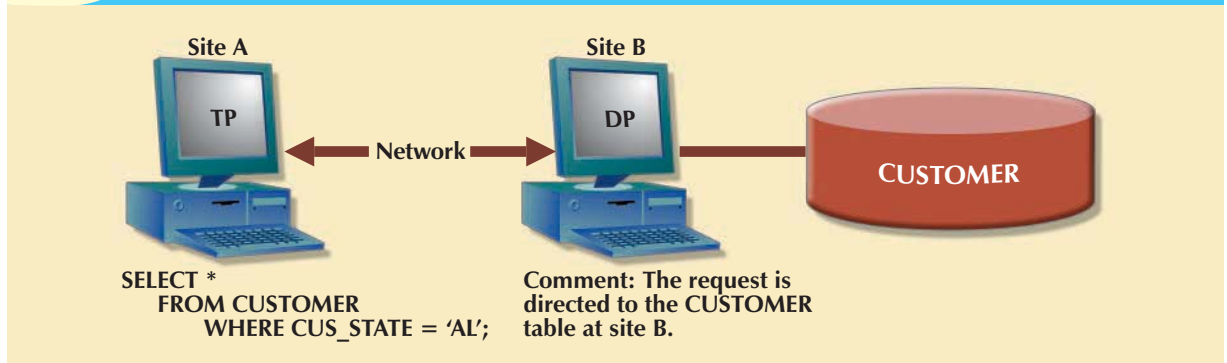 Site A
Site B
TP
DP
Network
CUSTOMER
SELECT *
FROM CUSTOMER
WHERE CUS_STATE = ‘AL’;
Comment: The request is
directed to the CUSTOMER
table at site B.